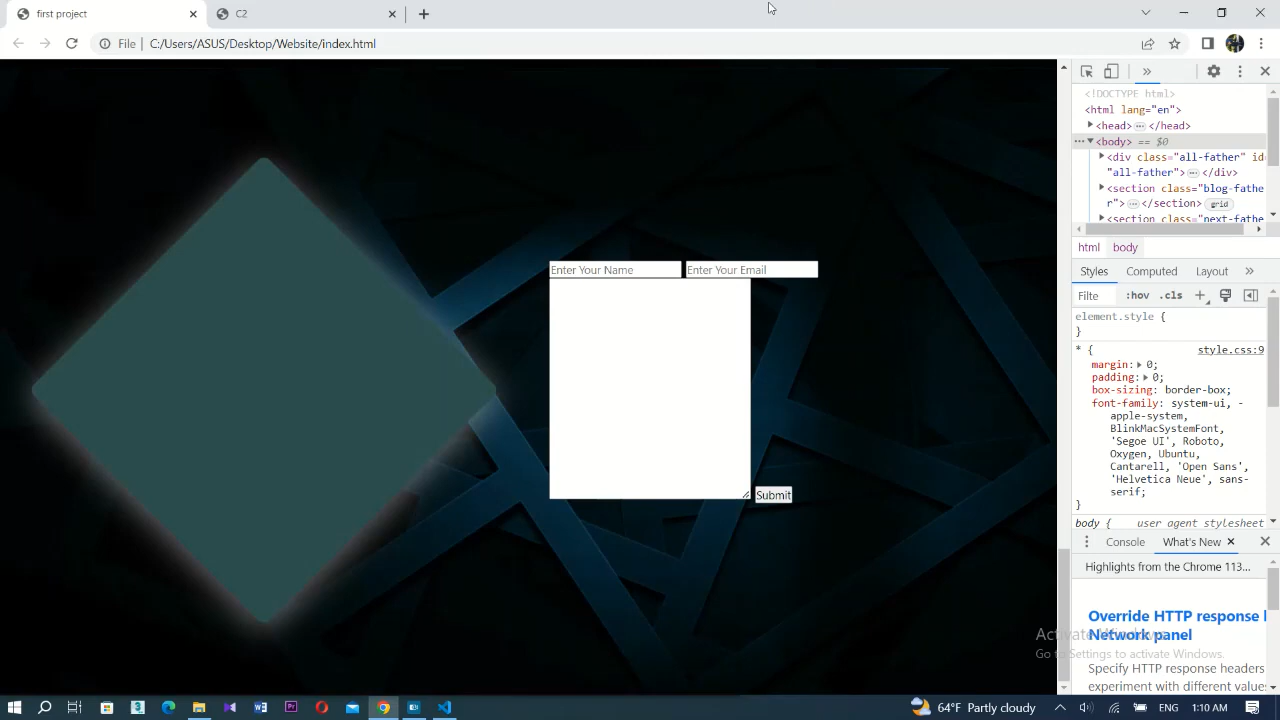 first project
C2
File
C:/Users/ASUS/Desktop/Website/index.html
Enter Your Name
Enter Your Email
Submit
<!DOCTYPE html>
<html lang="en">
<head> ⋯ </head>
<body> == $0
<div class="all-father" id
"all-father"> ⋯ </div>
<section class="blog-fathe
r"> ⋯ </section> grid
<section class="next-fathe
html body
Styles Computed Layout
Filte :hov .cls
element.style {
}
* { style.css:9
margin: 0;
padding: 0;
box-sizing: border-box;
font-family: system-ui, -
apple-system,
BlinkMacSystemFont,
'Segoe UI', Roboto,
Oxygen, Ubuntu,
Cantarell, 'Open Sans',
'Helvetica Neue', sans-
serif;
}
body { user agent stylesheet
Console What's New
Highlights from the Chrome 113...
Override HTTP response
Network panel
Specify HTTP response headers
experiment with different value
Activate Windows
Go to Settings to activate Windows.
64°F Partly cloudy
ENG
1:10 AM